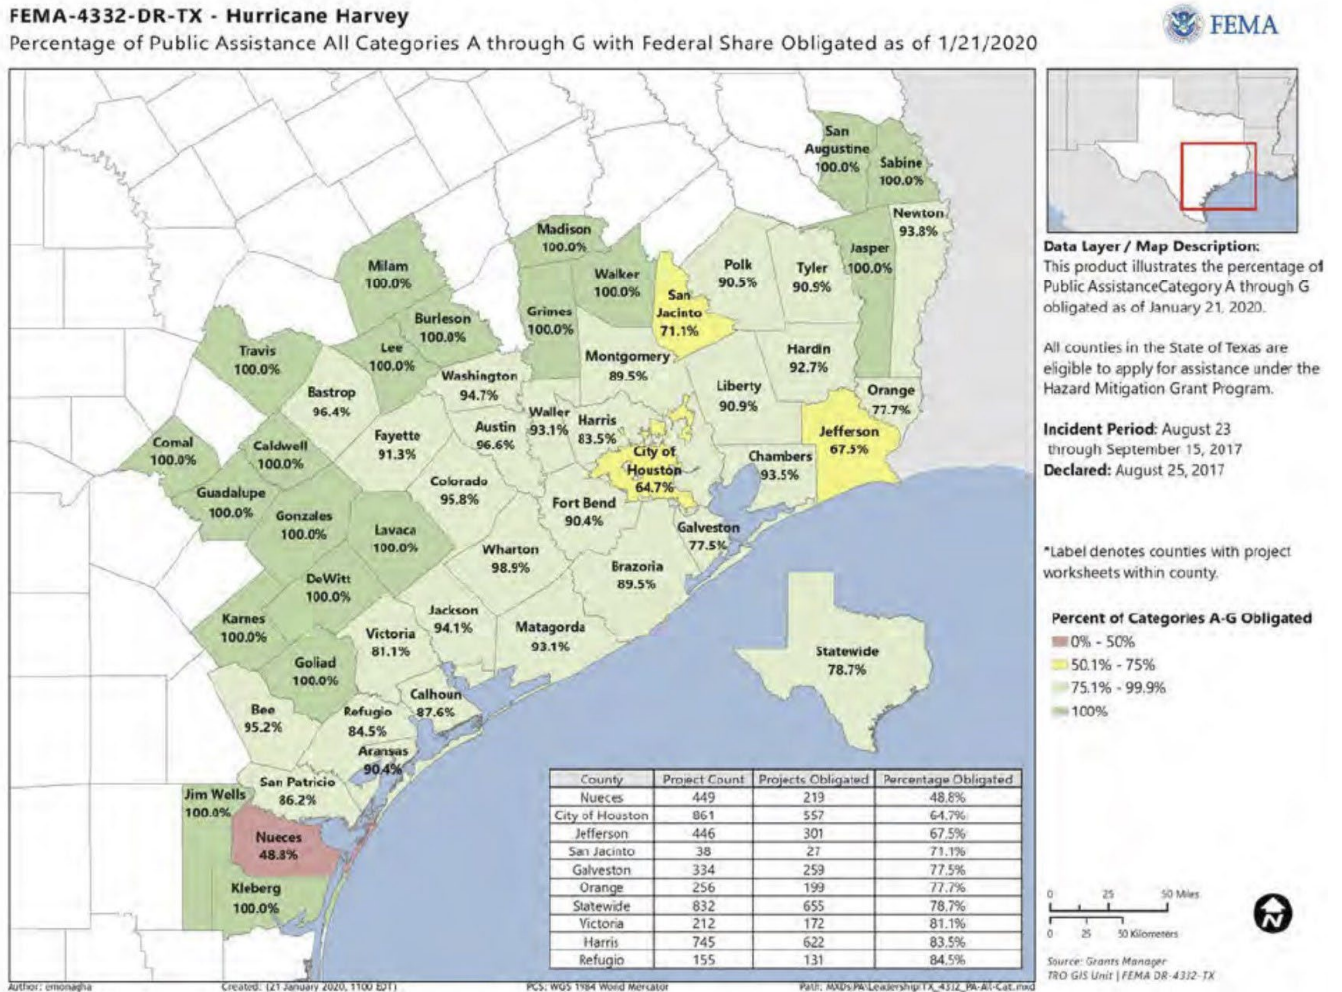 FEMA-4332-DR-TX - Hurricane Harvey
Percentage of Public Assistance All Categories A through G with Federal Share Obligated as of 1/21/2020
FEMA
San
Augustine
100.0%
Sabine
100.0%
Newton
93.8%
Madison
100.0%
Jasper
100.0%
Milam
100.0%
Walker
100.0%
Polk
90.5%
Tyler
90.9%
San
Jacinto
71.1%
Grimes
100.0%
Burleson
100.0%
Travis
100.0%
Lee
100.0%
Montgomery
89.5%
Hardin
92.7%
Washington
94.7%
Bastrop
96.4%
Liberty
90.9%
Orange
77.7%
Waller
93.1%
Harris
83.5%
Austin
96.6%
Jefferson
67.5%
Fayette
91.3%
Comal
100.0%
Caldwell
100.0%
City of
Houston
64.7%
Chambers
93.5%
Colorado
95.8%
Guadalupe
100.0%
Fort Bend
90.4%
Gonzales
100.0%
Lavaca
100.0%
Galveston
77.5%
Wharton
98.9%
Brazoria
89.5%
DeWitt
100.0%
Karnes
100.0%
Jackson
94.1%
Matagorda
93.1%
Victoria
81.1%
Goliad
100.0%
Statewide
78.7%
Calhoun
87.6%
Bee
95.2%
Refugio
84.5%
Aransas
90.4%
San Patricio
86.2%
Jim Wells
100.0%
Nueces
48.8%
Kleberg
100.0%
County Project Count Projects Obligated Percentage Obligated
Nueces 449 219 48.8%
City of Houston 861 557 64.7%
Jefferson 446 301 67.5%
San Jacinto 38 27 71.1%
Galveston 334 259 77.5%
Orange 256 199 77.7%
Statewide 832 655 78.7%
Victoria 212 172 81.1%
Harris 745 622 83.5%
Refugio 155 131 84.5%
Data Layer / Map Description:
This product illustrates the percentage of
Public AssistanceCategory A through G
obligated as of January 21, 2020.
All counties in the State of Texas are
eligible to apply for assistance under the
Hazard Mitigation Grant Program.
Incident Period: August 23
through September 15, 2017
Declared: August 25, 2017
*Label denotes counties with project
worksheets within county.
Percent of Categories A-G Obligated
0% - 50%
50.1% - 75%
75.1% - 99.9%
100%
0 25 50 Miles
0 25 50 Kilometers
N
Source: Grants Manager
TRO GIS Unit | FEMA DR-4332-TX
Author: emonagha
Created: (21 January 2020, 1100 EDT)
PCS: WGS 1984 World Mercator
Path: MXDs\PA\Leadership\TX_4332_PA-All-Cat.mxd